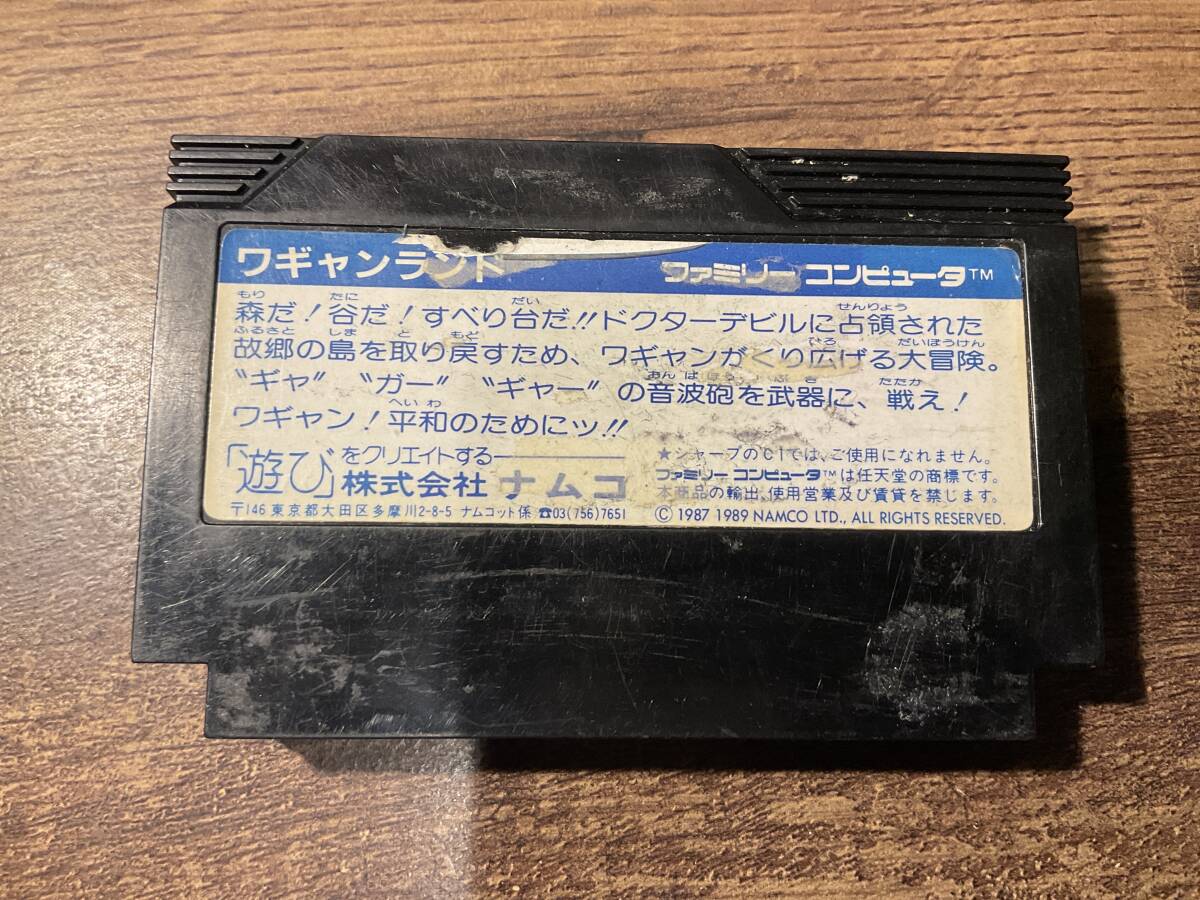 ワギャンランド
ファミリー コンピュータ™
森だ!谷だ!すべり台だ!!ドクターデビルに占領された
故郷の島を取り戻すため、ワギャンがくり広げる大冒険。
"ギャ" "ガー" "ギャー"の音波砲を武器に、戦え!
ワギャン!平和のためにッ!!
「遊び」をクリエイトする
株式会社 ナムコ
〒146 東京都大田区多摩川2-8-5 ナムコット係 ☎03(756)7651
★シャープのC1では、ご使用になれません。
ファミリー コンピュータ™は任天堂の商標です。
本商品の輸出、使用営業及び賃貸を禁じます。
© 1987 1989 NAMCO LTD., ALL RIGHTS RESERVED.